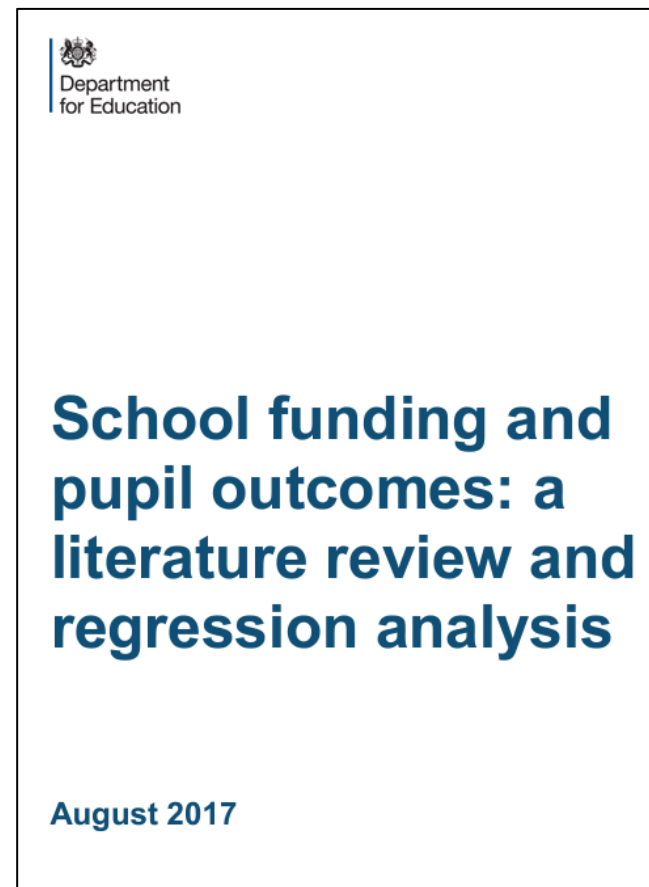 Department
for Education
School funding and
pupil outcomes: a
literature review and
regression analysis
August 2017